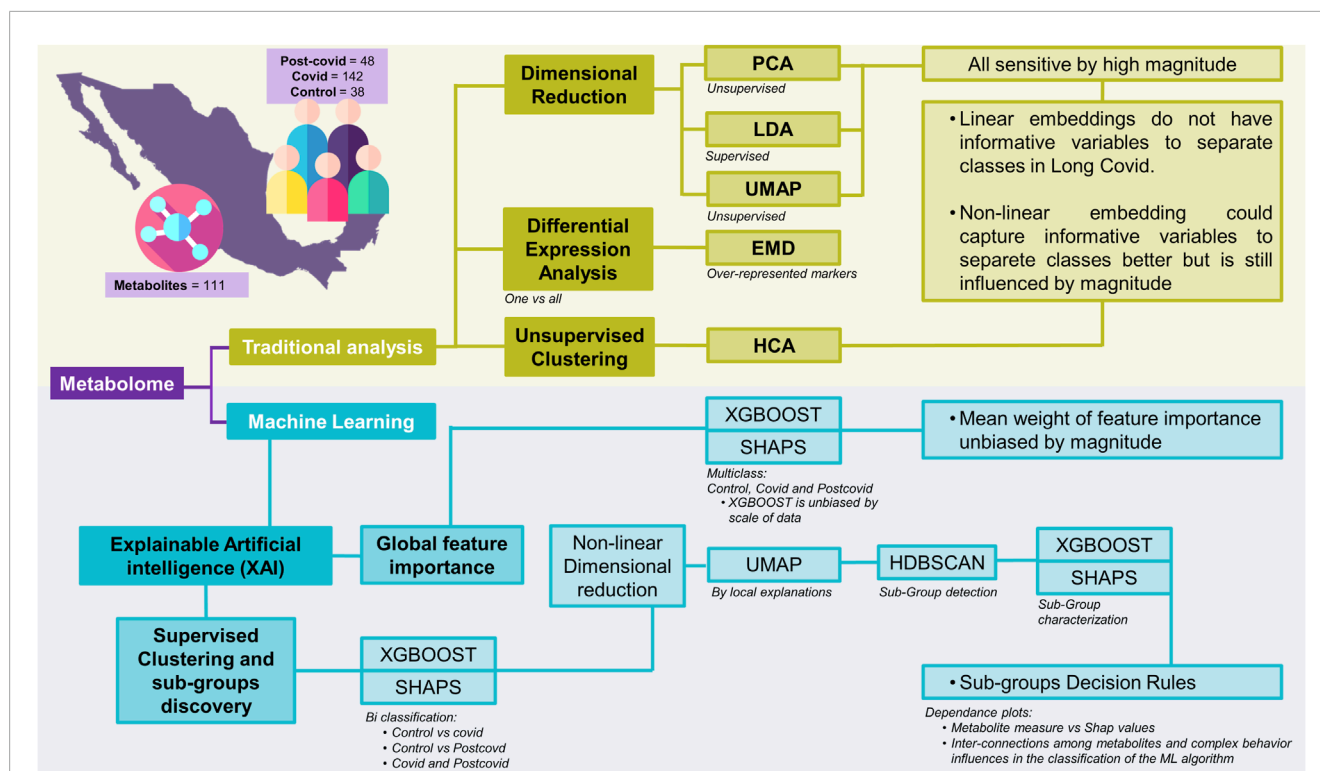 Post-covid = 48
Covid = 142
Control = 38
Metabolites = 111
Metabolome
Traditional analysis
Dimensional
Reduction
PCA
Unsupervised
LDA
Supervised
UMAP
Unsupervised
Differential
Expression
Analysis
One vs all
EMD
Over-represented markers
Unsupervised
Clustering
HCA
All sensitive by high magnitude
• Linear embeddings do not have
informative variables to separate
classes in Long Covid.
• Non-linear embedding could
capture informative variables to
separete classes better but is still
influenced by magnitude
Machine Learning
XGBOOST
SHAPS
Multiclass:
Control, Covid and Postcovid
• XGBOOST is unbiased by
scale of data
• Mean weight of feature importance
unbiased by magnitude
Explainable Artificial
intelligence (XAI)
Global feature
importance
Supervised
Clustering and
sub-groups
discovery
XGBOOST
SHAPS
Bi classification:
• Control vs covid
• Control vs Postcovd
• Covid and Postcovid
Non-linear
Dimensional
reduction
UMAP
By local explanations
HDBSCAN
Sub-Group detection
XGBOOST
SHAPS
Sub-Group
characterization
• Sub-groups Decision Rules
Dependance plots:
• Metabolite measure vs Shap values
• Inter-connections among metabolites and complex behavior
influences in the classification of the ML algorithm